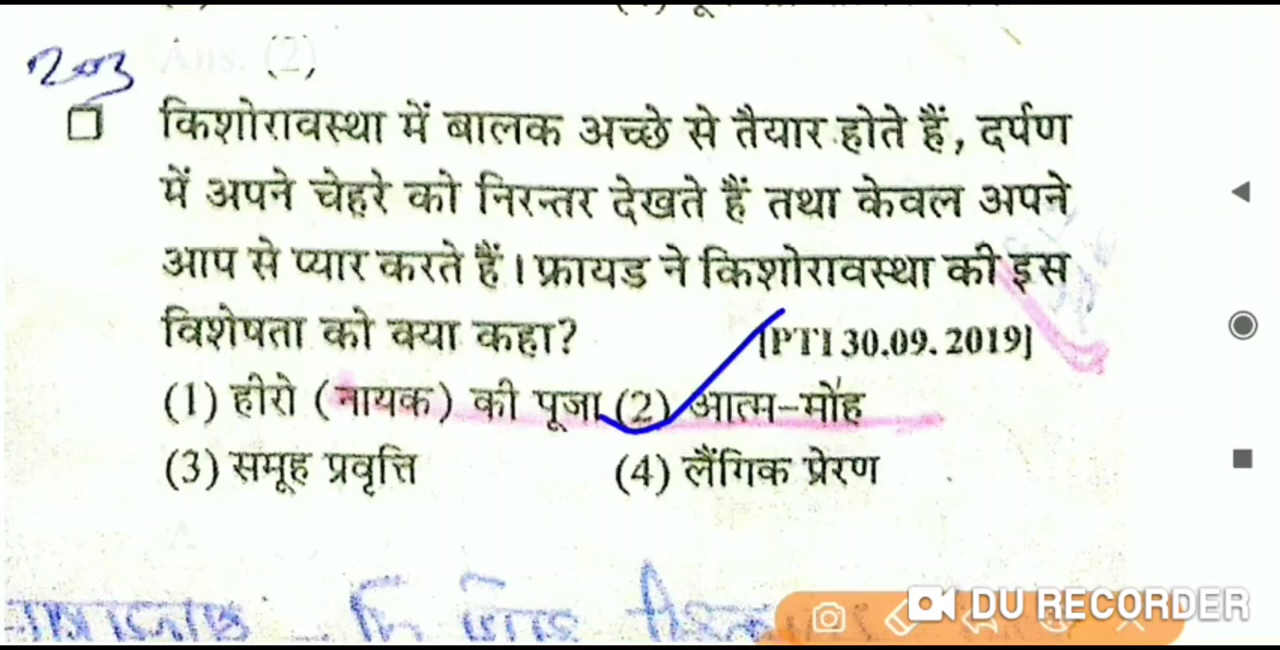 203
Ans. (2)
किशोरावस्था में बालक अच्छे से तैयार होते हैं, दर्पण
में अपने चेहरे को निरन्तर देखते हैं तथा केवल अपने
आप से प्यार करते हैं। फ्रायड ने किशोरावस्था की इस
विशेषता को क्या कहा? [PTI 30.09.2019]
(1) हीरो (नायक) की पूजा (2) आत्म-मोह
(3) समूह प्रवृत्ति (4) लैंगिक प्रेरण
DU RECORDER